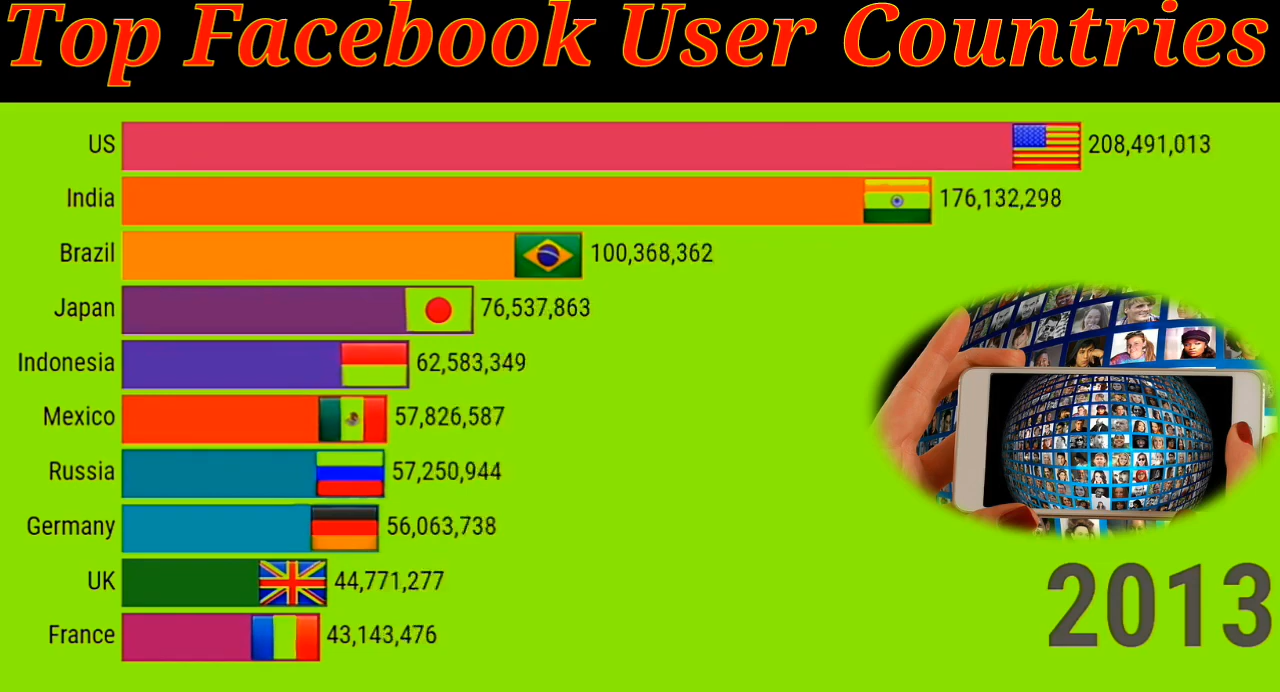 Top Facebook User Countries
US 208,491,013
India 176,132,298
Brazil 100,368,362
Japan 76,537,863
Indonesia 62,583,349
Mexico 57,826,587
Russia 57,250,944
Germany 56,063,738
UK 44,771,277
France 43,143,476
2013